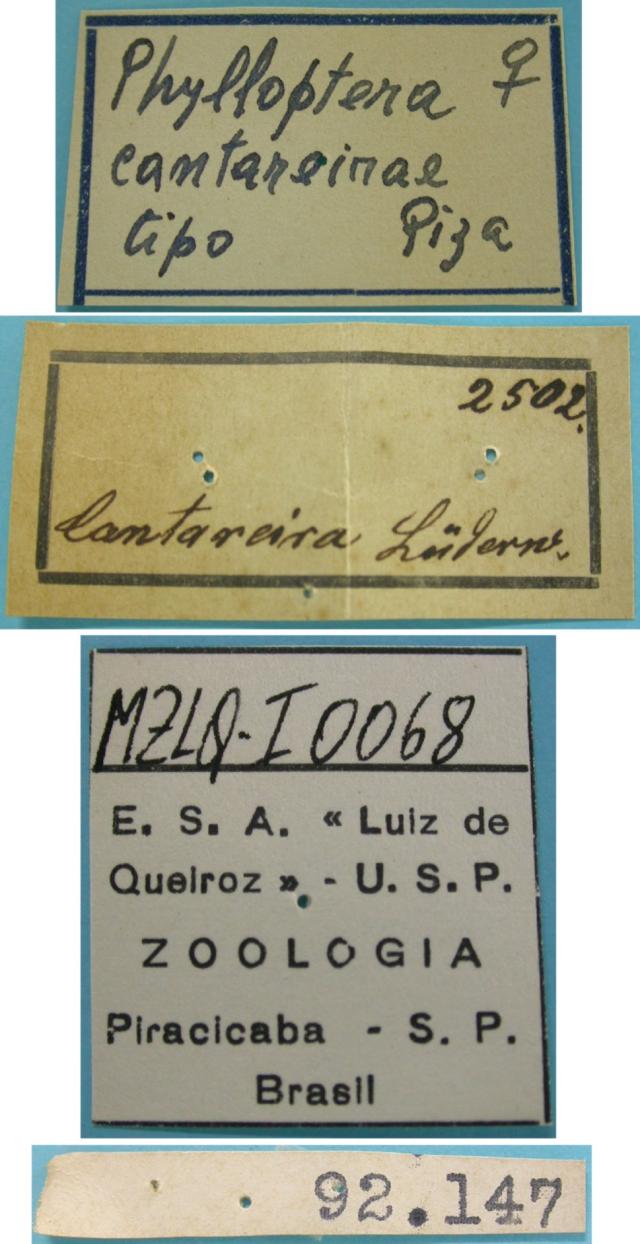 Phylloptera ♀
cantareirae
tipo Piza
2502.
Cantareira Lüderw.
MZLQ-I 0068
E. S. A. « Luiz de
Queiroz » - U. S. P.
ZOOLOGIA
Piracicaba - S. P.
Brasil
92.147